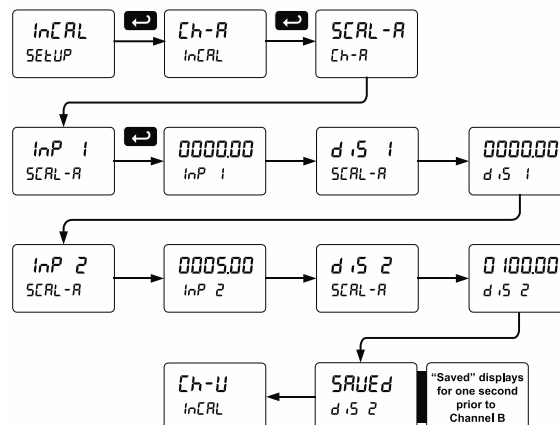 InCAL
SEtUP
Ch-A
InCAL
SCAL-A
Ch-A
InP 1
SCAL-A
0000.00
InP 1
diS 1
SCAL-A
0000.00
diS 1
InP 2
SCAL-A
0005.00
InP 2
diS 2
SCAL-A
0100.00
diS 2
Ch-U
InCAL
SAVEd
diS 2
“Saved” displays
for one second
prior to
Channel B